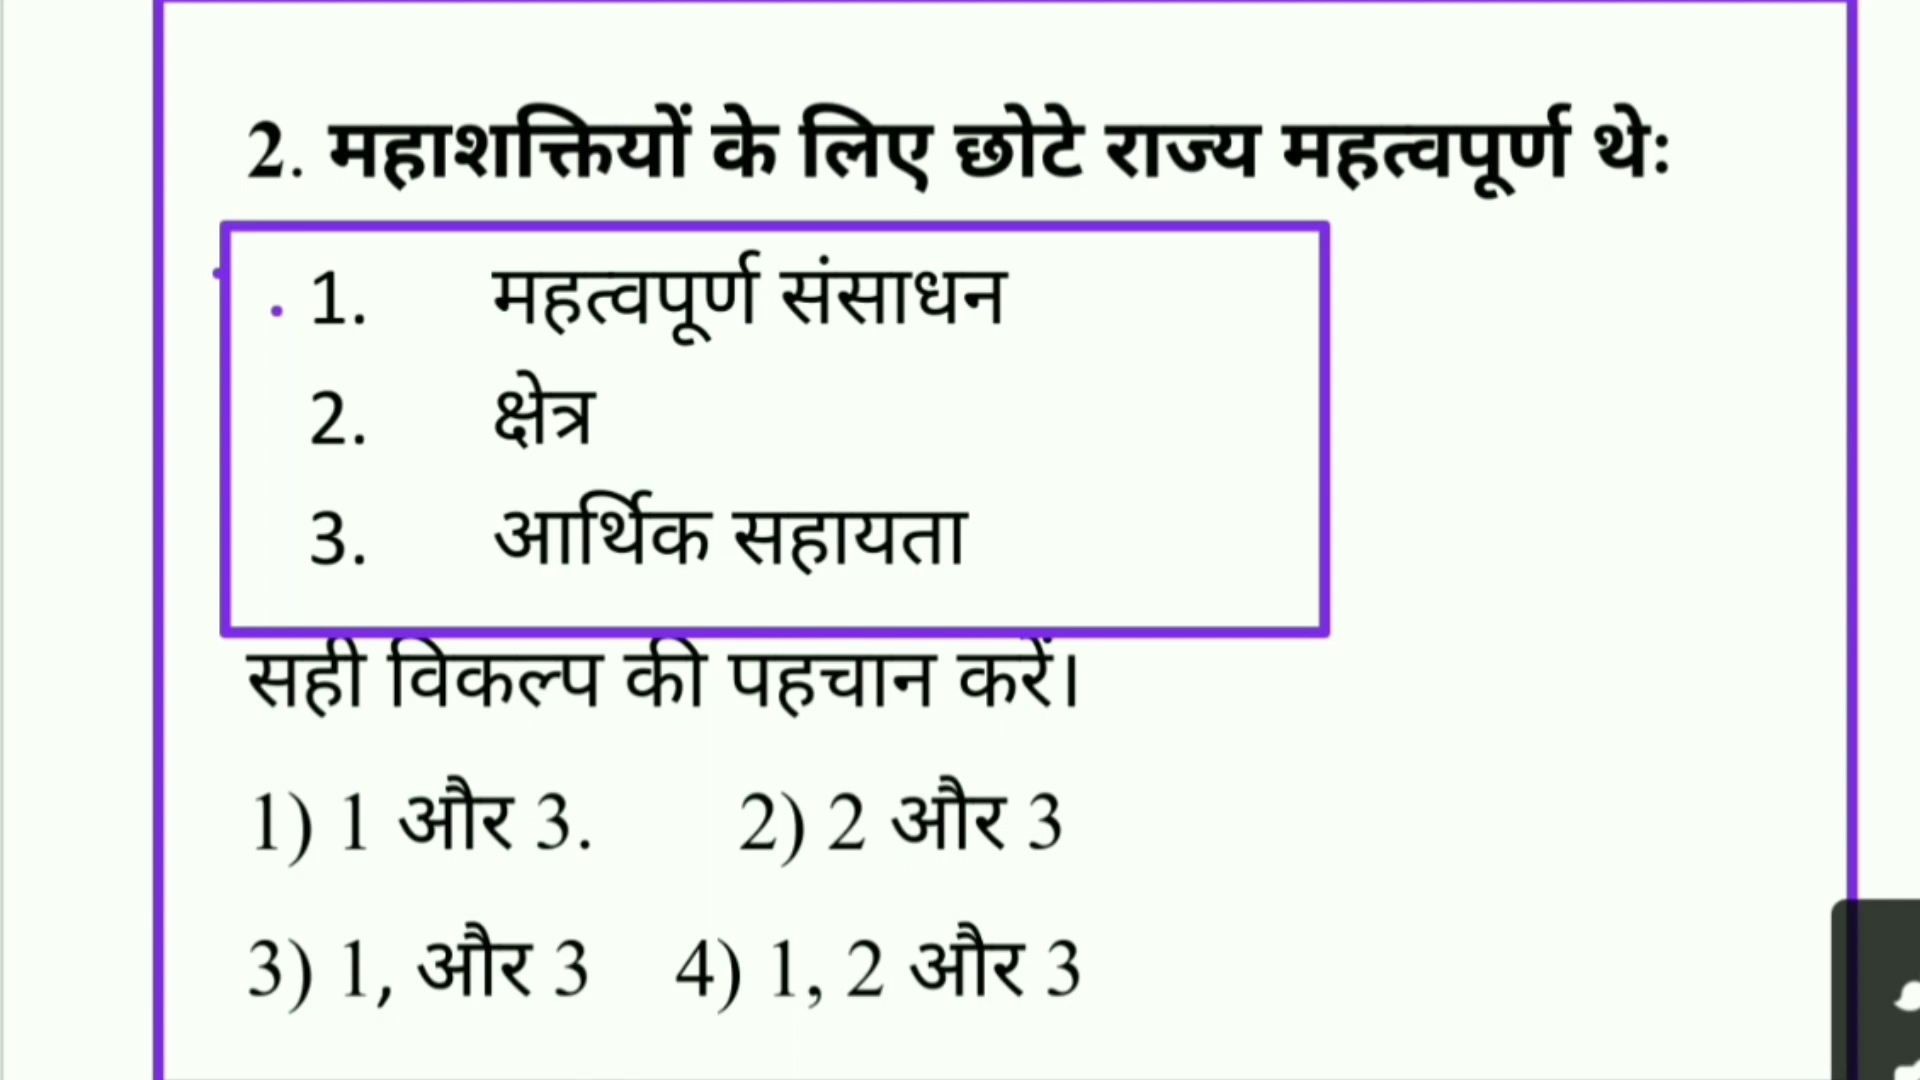 2. महाशक्तियों के लिए छोटे राज्य महत्वपूर्ण थेः
1. महत्वपूर्ण संसाधन
2. क्षेत्र
3. आर्थिक सहायता
सही विकल्प की पहचान करें।
1) 1 और 3. 2) 2 और 3
3) 1, और 3 4) 1, 2 और 3